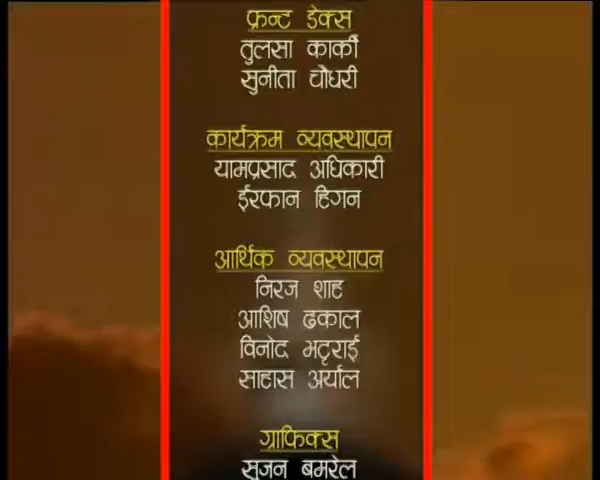 फ्रन्ट डेक्स
तुलसा कार्की
सुनीता चौधरी
कार्यक्रम व्यवस्थापन
यामप्रसाद अधिकारी
ईरफान हिगन
आर्थिक व्यवस्थापन
निरज शाह
आशिष ढकाल
विनोद भट्टराई
साहास अर्याल
ग्राफिक्स
सुजन बमरेल